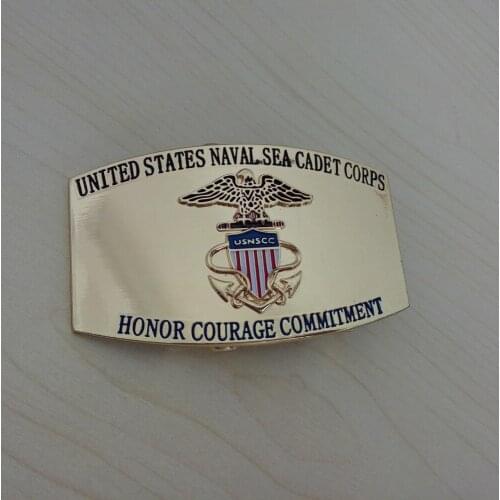 UNITED STATES NAVAL SEA CADET CORPS
USNSCC
HONOR COURAGE COMMITMENT